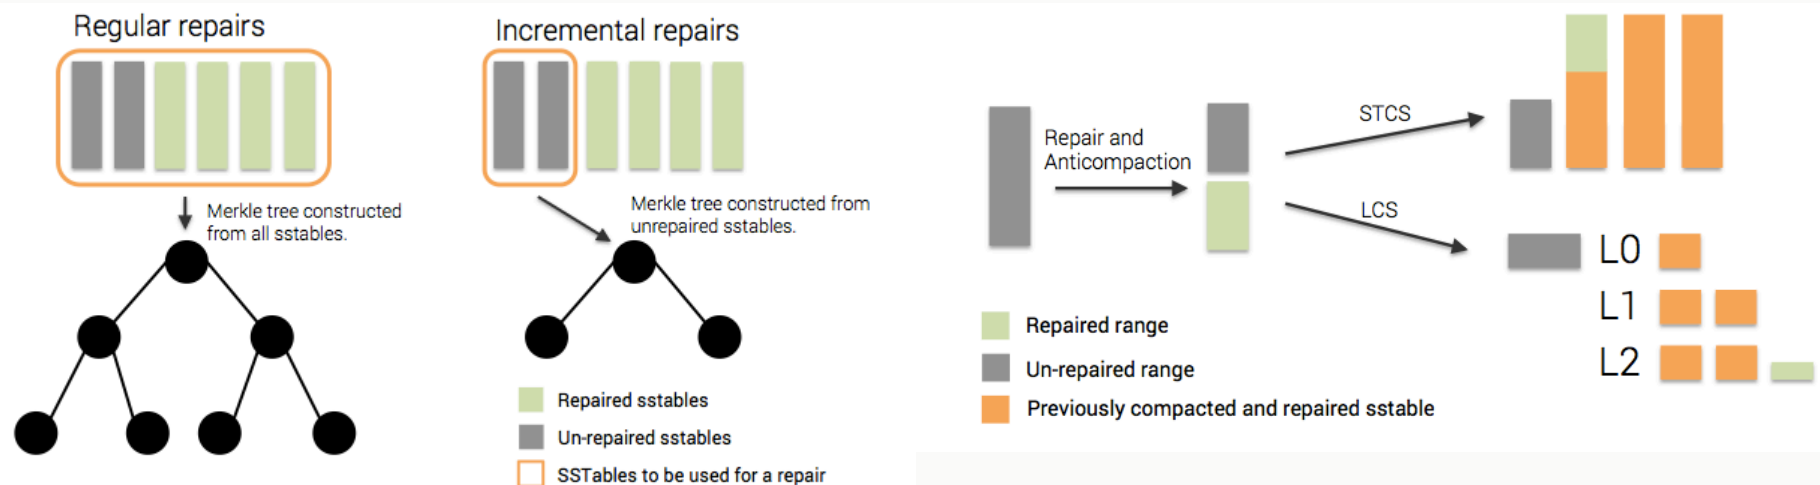 Regular repairs
Merkle tree constructed
from all sstables.
Incremental repairs
Merkle tree constructed from
unrepaired sstables.
Repaired sstables
Un-repaired sstables
SSTables to be used for a repair
Repair and
Anticompaction
STCS
LCS
L0
L1
L2
Repaired range
Un-repaired range
Previously compacted and repaired sstable